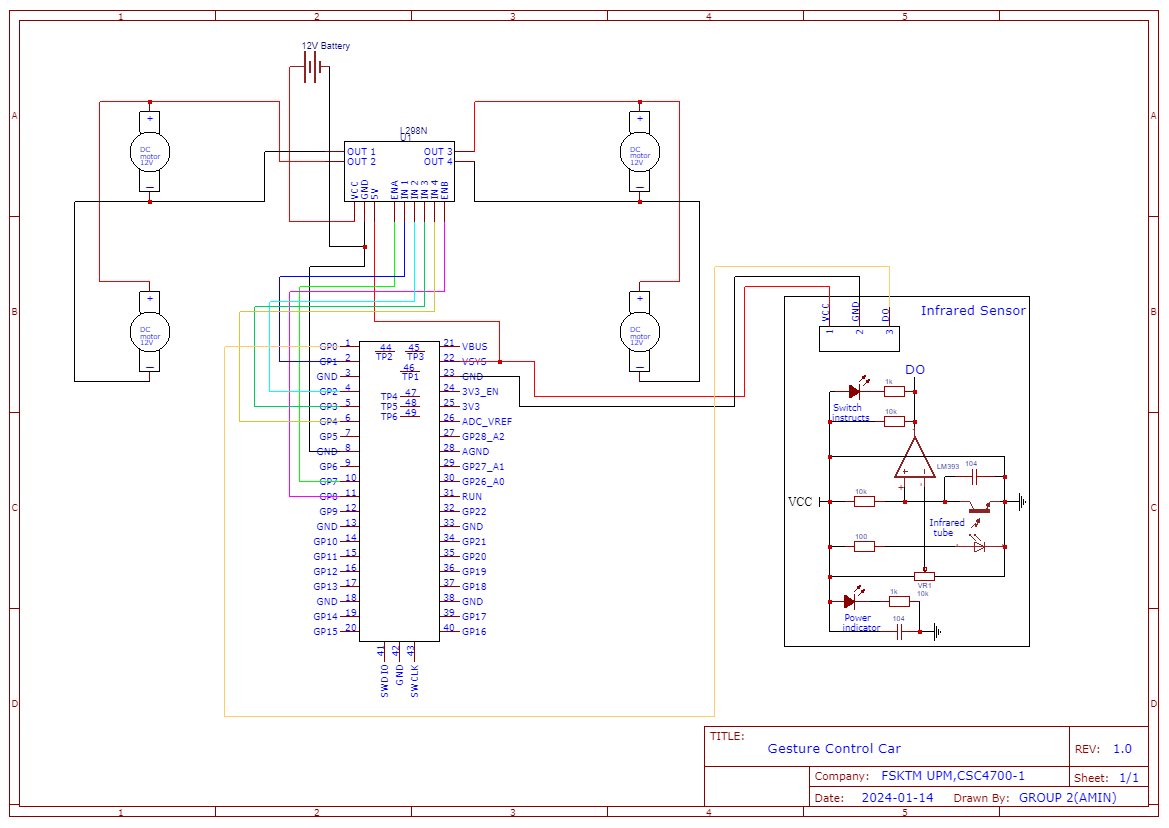 1 2 3 4 5
12V Battery
A A
L298N
U1
+ +
DC
motor
12V
DC
motor
12V
OUT 1 OUT 3
OUT 2 OUT 4
VCC GND 5V ENA IN 1 IN 2 IN 3 IN 4 ENB
+ +
DC
motor
12V
DC
motor
12V
B B
Infrared Sensor
VCC GND DO
1 2 3
GP0 1 44 45 21 VBUS
TP2 TP3
GP1 2 22 VSYS
GND 3 46 23 GND
TP1
GP2 4 24 3V3_EN
TP4 47
GP3 5 TP5 48 25 3V3
TP6 49
GP4 6 26 ADC_VREF
GP5 7 27 GP28_A2
GND 8 28 AGND
GP6 9 29 GP27_A1
GP7 10 30 GP26_A0
GP8 11 31 RUN
GP9 12 32 GP22
GND 13 33 GND
GP10 14 34 GP21
GP11 15 35 GP20
GP12 16 36 GP19
GP13 17 37 GP18
GND 18 38 GND
GP14 19 39 GP17
GP15 20 40 GP16
41 42 43
SWDIO GND SWCLK
DO
1k
Switch
instructs
10k
LM393
104
+ -
C C
VCC
10k
Infrared
tube
100
VR1
10k
1k
Power
indicator
104
D D
TITLE:
Gesture Control Car
REV: 1.0
Company: FSKTM UPM,CSC4700-1
Sheet: 1/1
Date: 2024-01-14 Drawn By: GROUP 2(AMIN)
1 2 3 4 5